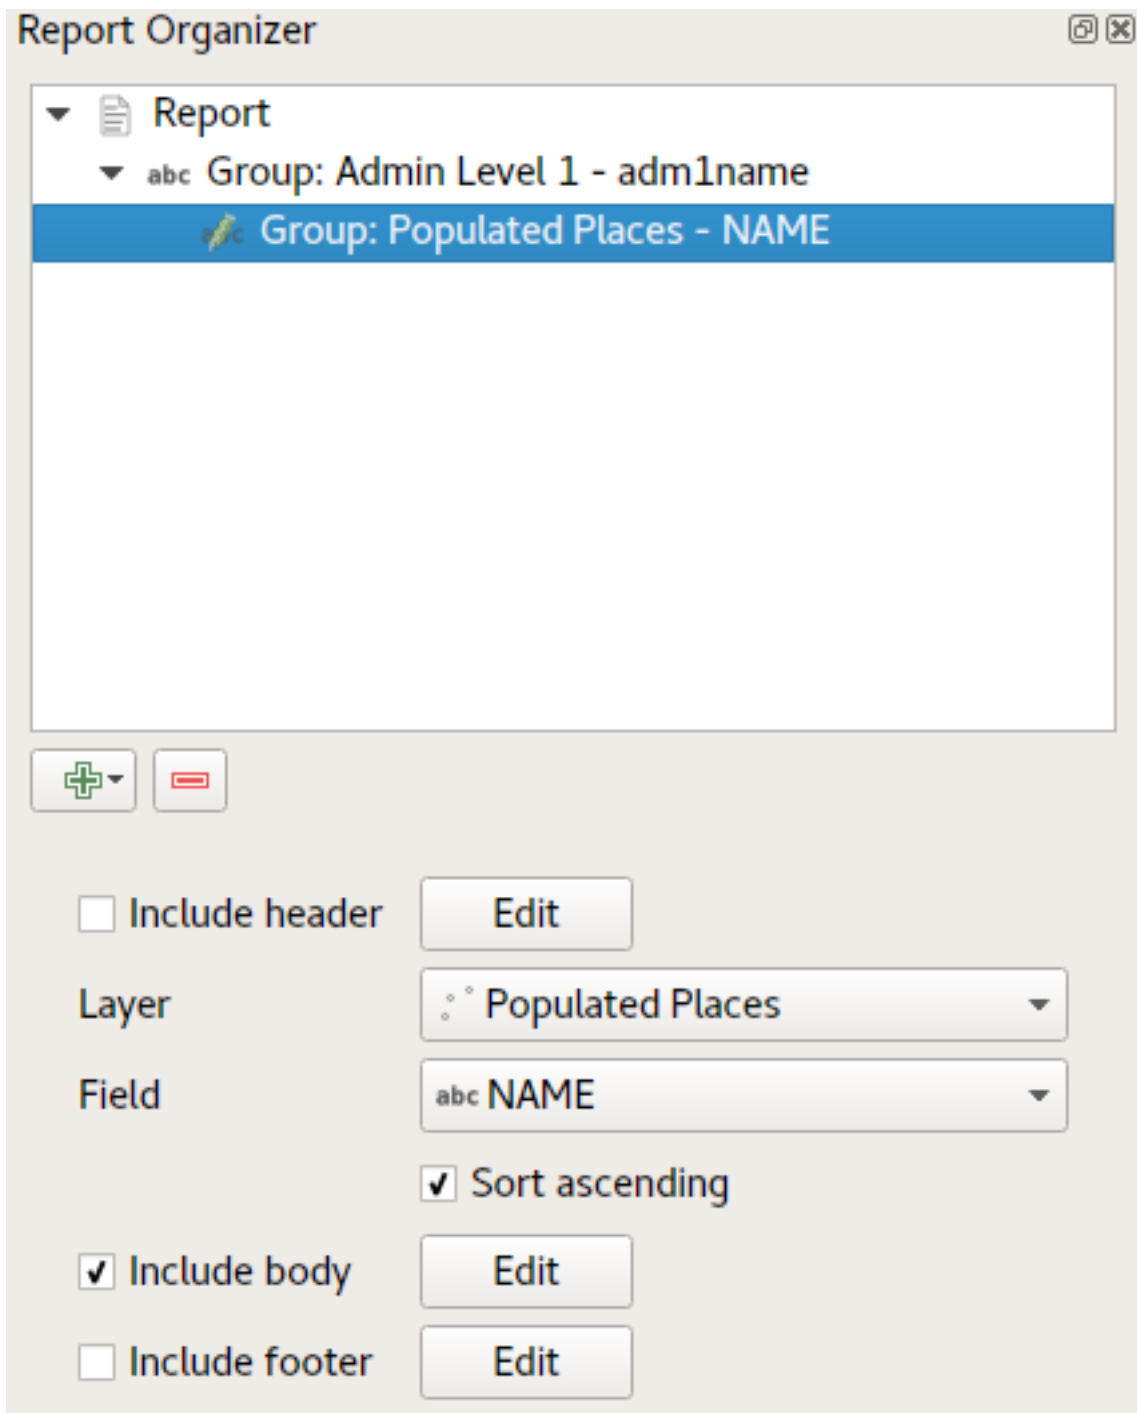 Report Organizer
Report
abc Group: Admin Level 1 - adm1name
Group: Populated Places - NAME
Include header Edit
Layer Populated Places
Field abc NAME
Sort ascending
Include body Edit
Include footer Edit